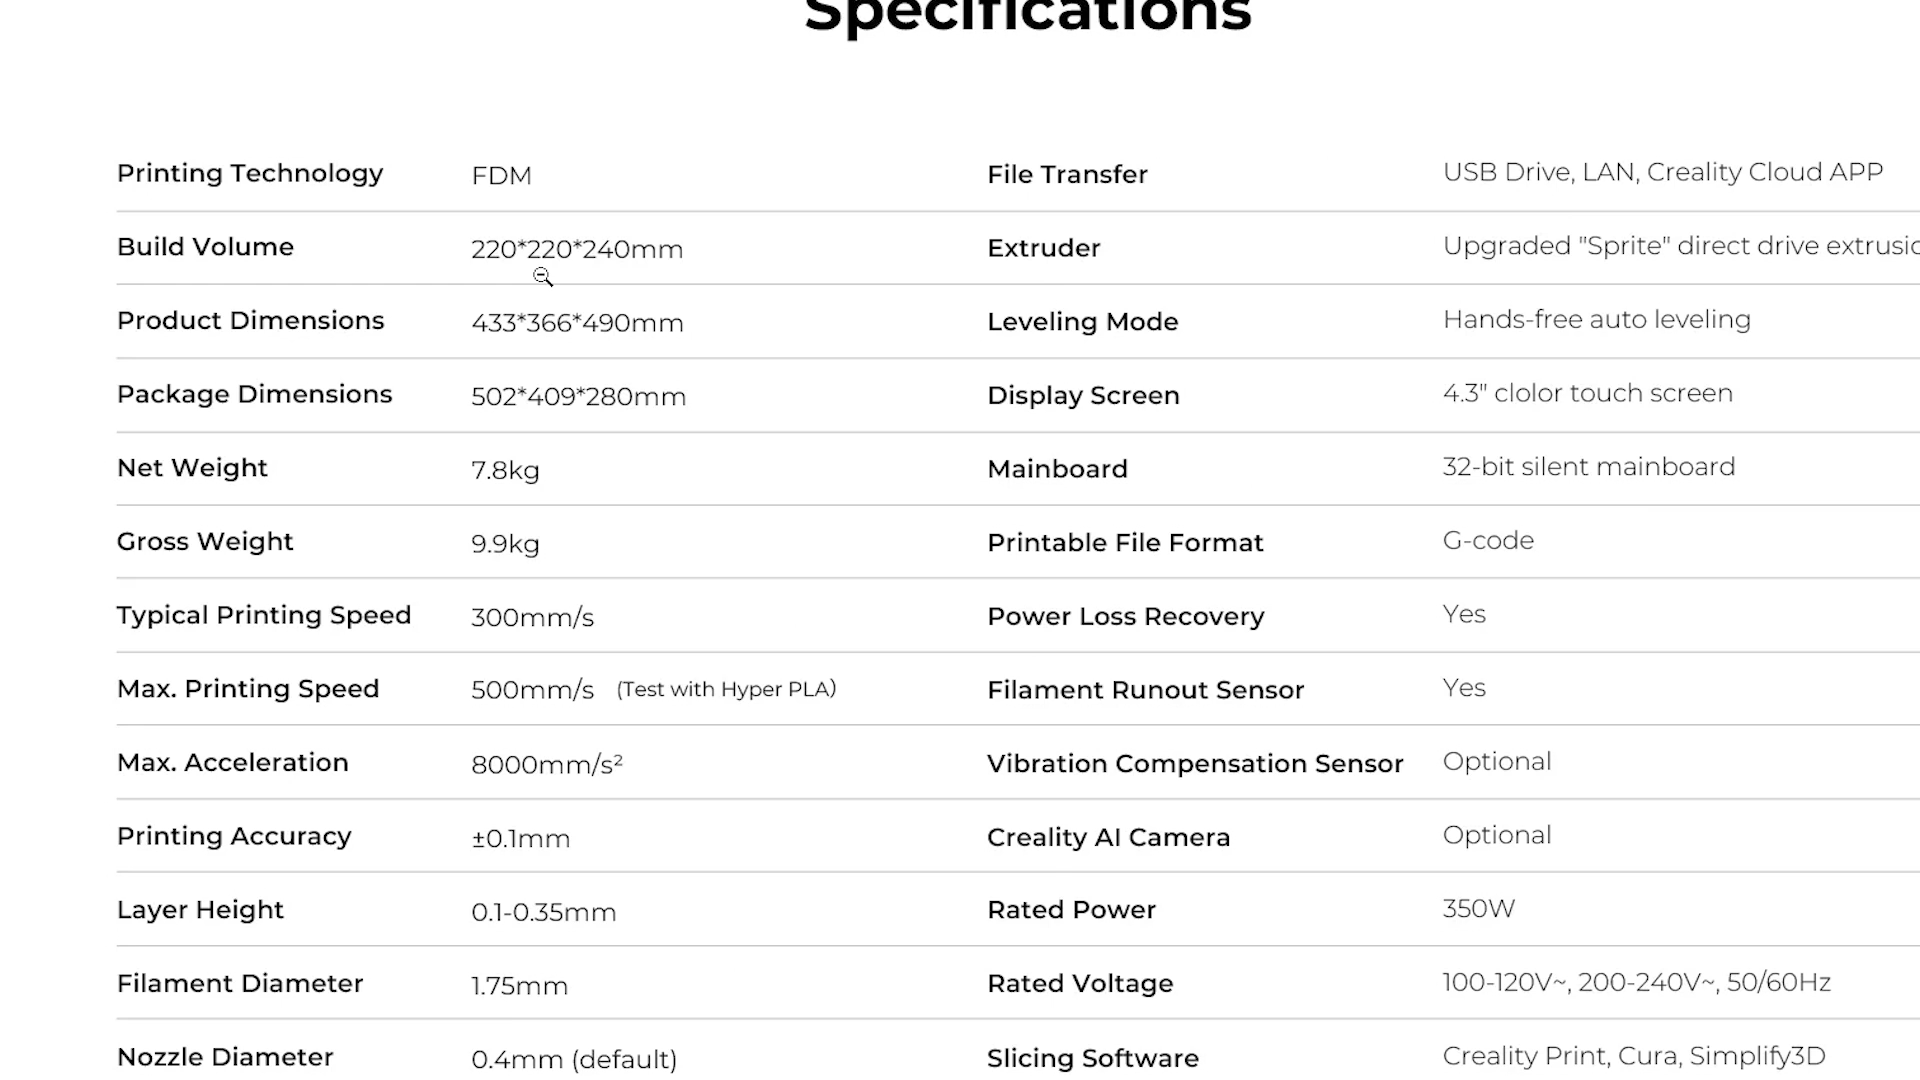 Specifications
Printing Technology FDM File Transfer USB Drive, LAN, Creality Cloud APP
Build Volume 220*220*240mm Extruder Upgraded "Sprite" direct drive
Product Dimensions 433*366*490mm Leveling Mode Hands-free auto leveling
Package Dimensions 502*409*280mm Display Screen 4.3" clolor touch screen
Net Weight 7.8kg Mainboard 32-bit silent mainboard
Gross Weight 9.9kg Printable File Format G-code
Typical Printing Speed 300mm/s Power Loss Recovery Yes
Max. Printing Speed 500mm/s (Test with Hyper PLA) Filament Runout Sensor Yes
Max. Acceleration 8000mm/s² Vibration Compensation Sensor Optional
Printing Accuracy ±0.1mm Creality AI Camera Optional
Layer Height 0.1-0.35mm Rated Power 350W
Filament Diameter 1.75mm Rated Voltage 100-120V~, 200-240V~, 50/60Hz
Nozzle Diameter 0.4mm (default) Slicing Software Creality Print, Cura, Simplify3D